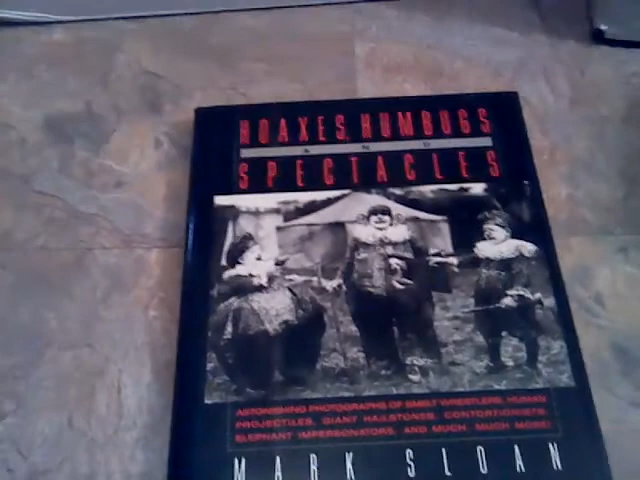 HOAXES, HUMBUGS
AND
SPECTACLES
ASTONISHING PHOTOGRAPHS OF SMELT WRESTLERS, HUMAN
PROJECTILES, GIANT HAILSTONES, CONTORTIONISTS,
ELEPHANT IMPERSONATORS, AND MUCH, MUCH MORE!
MARK SLOAN